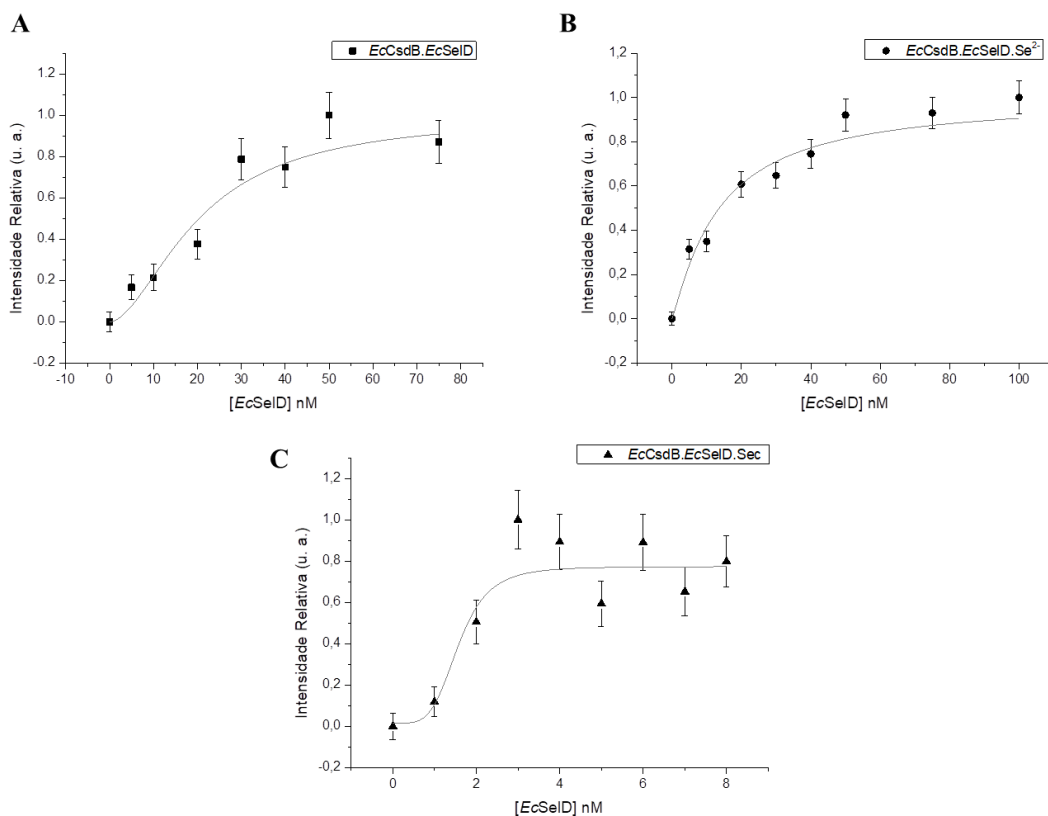 A
EcCsdB.EcSelD
Intensidade Relativa (u. a.)
1.2
1.0
0.8
0.6
0.4
0.2
0.0
-0.2
-10 0 10 20 30 40 50 60 70 80
[EcSelD] nM
B
EcCsdB.EcSelD.Se²⁻
Intensidade Relativa (u. a.)
1,2
1,0
0,8
0,6
0,4
0,2
0,0
-0,2
0 20 40 60 80 100
[EcSelD] nM
C
EcCsdB.EcSelD.Sec
Intensidade Relativa (u. a.)
1,2
1,0
0,8
0,6
0,4
0,2
0,0
-0,2
0 2 4 6 8
[EcSelD] nM